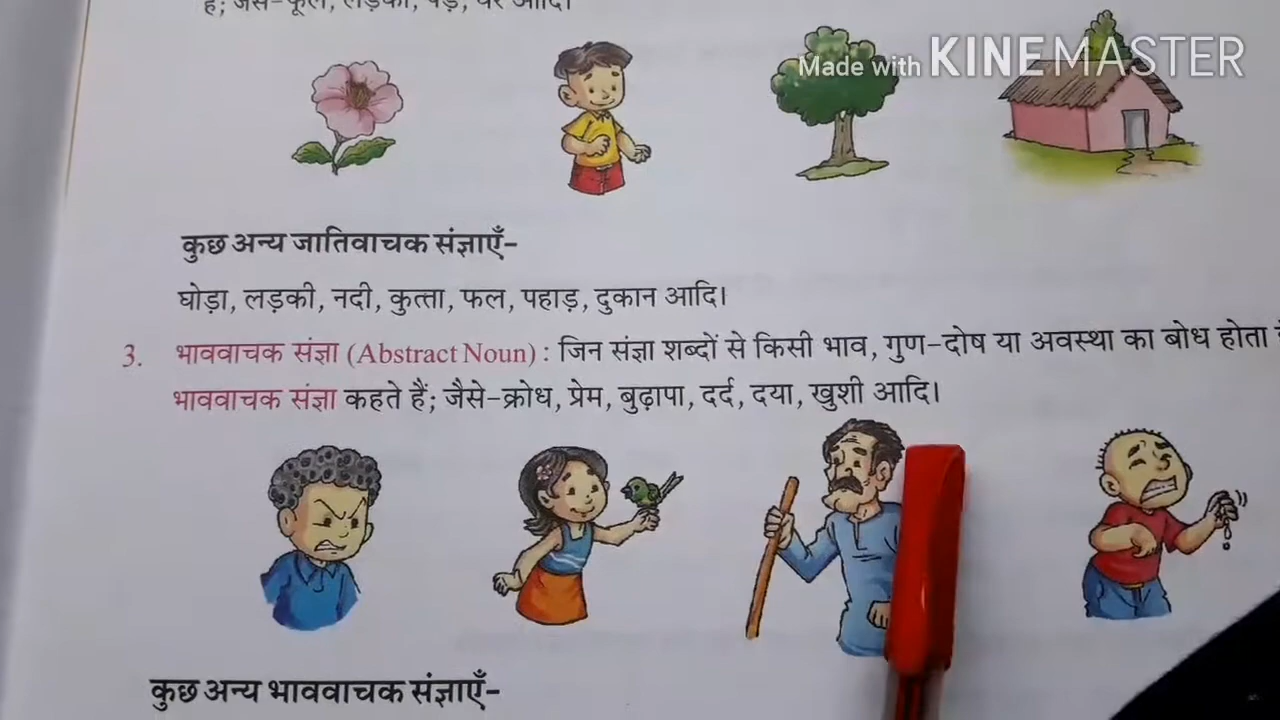 है; जैसे-फूल, लड़का, पेड़, घर आदि।
Made with KINEMASTER
कुछ अन्य जातिवाचक संज्ञाएँ-
घोड़ा, लड़की, नदी, कुत्ता, फल, पहाड़, दुकान आदि।
3. भाववाचक संज्ञा (Abstract Noun) : जिन संज्ञा शब्दों से किसी भाव, गुण-दोष या अवस्था का बोध होता
भाववाचक संज्ञा कहते हैं; जैसे-क्रोध, प्रेम, बुढ़ापा, दर्द, दया, खुशी आदि।
कुछ अन्य भाववाचक संज्ञाएँ-